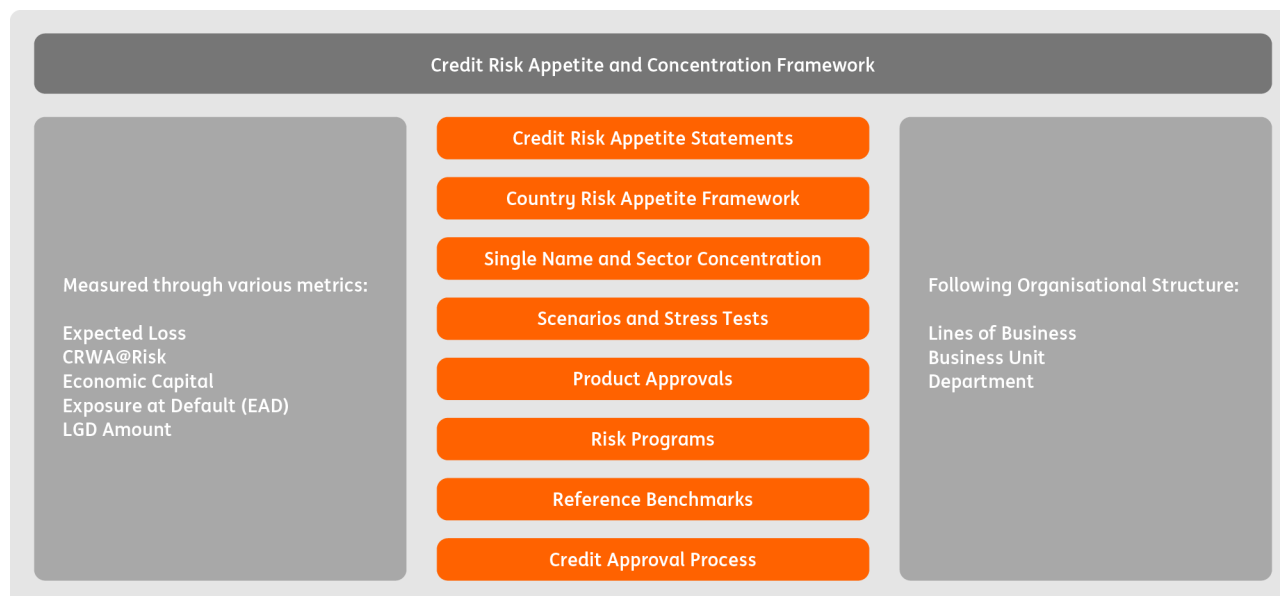 Credit Risk Appetite and Concentration Framework
Measured through various metrics:
Expected Loss
CRWA@Risk
Economic Capital
Exposure at Default (EAD)
LGD Amount
Credit Risk Appetite Statements
Country Risk Appetite Framework
Single Name and Sector Concentration
Scenarios and Stress Tests
Product Approvals
Risk Programs
Reference Benchmarks
Credit Approval Process
Following Organisational Structure:
Lines of Business
Business Unit
Department